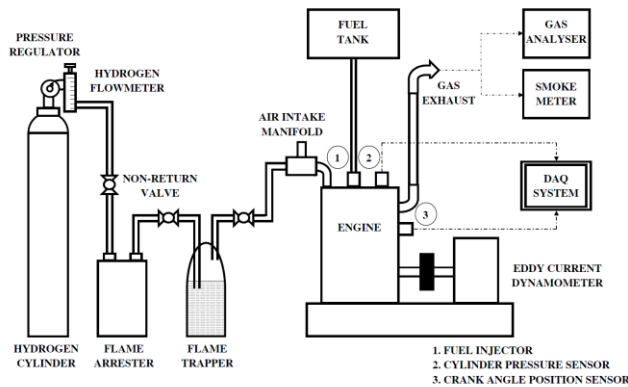 PRESSURE
REGULATOR
HYDROGEN
FLOWMETER
NON-RETURN
VALVE
AIR INTAKE
MANIFOLD
FUEL
TANK
GAS
EXHAUST
GAS
ANALYSER
SMOKE
METER
DAQ
SYSTEM
1
2
3
ENGINE
EDDY CURRENT
DYNAMOMETER
HYDROGEN
CYLINDER
FLAME
ARRESTER
FLAME
TRAPPER
1. FUEL INJECTOR
2. CYLINDER PRESSURE SENSOR
3. CRANK ANGLE POSITION SENSOR